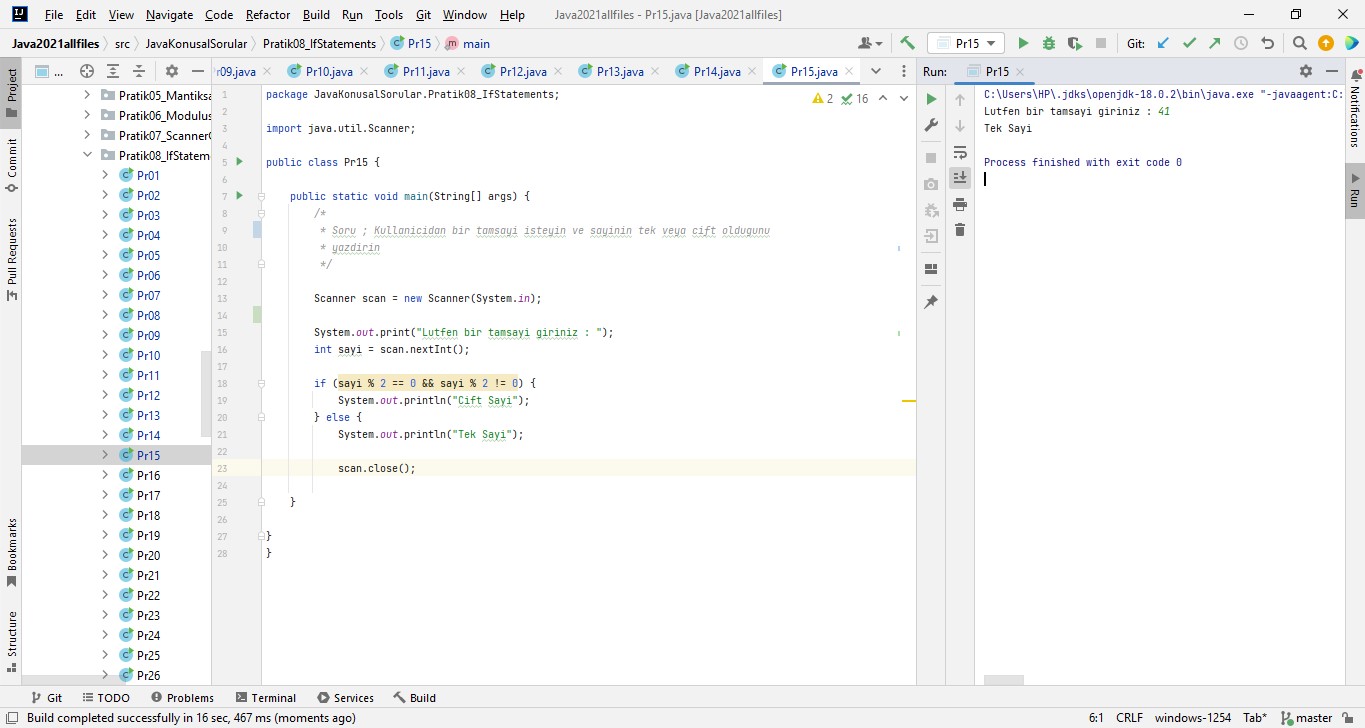 File Edit View Navigate Code Refactor Build Run Tools Git Window Help Java2021allfiles - Pr15.java [Java2021allfiles]
Java2021allfiles src JavaKonusalSorular Pratik08_IfStatements Pr15 main Pr15 Git:
... r09.java Pr10.java Pr11.java Pr12.java Pr13.java Pr14.java Pr15.java Run: Pr15
Project
Commit
Pull Requests
Bookmarks
Structure
Pratik05_Mantiksa
Pratik06_Modulus
Pratik07_Scanner
Pratik08_IfStatem
Pr01
Pr02
Pr03
Pr04
Pr05
Pr06
Pr07
Pr08
Pr09
Pr10
Pr11
Pr12
Pr13
Pr14
Pr15
Pr16
Pr17
Pr18
Pr19
Pr20
Pr21
Pr22
Pr23
Pr24
Pr25
Pr26
2 16
1 package JavaKonusalSorular.Pratik08_IfStatements;
2
3 import java.util.Scanner;
4
5 public class Pr15 {
6
7 public static void main(String[] args) {
8 /*
9 * Soru ; Kullanicidan bir tamsayi isteyin ve sayinin tek veya cift oldugunu
10 * yazdirin
11 */
12
13 Scanner scan = new Scanner(System.in);
14
15 System.out.print("Lutfen bir tamsayi giriniz : ");
16 int sayi = scan.nextInt();
17
18 if (sayi % 2 == 0 && sayi % 2 != 0) {
19 System.out.println("Cift Sayi");
20 } else {
21 System.out.println("Tek Sayi");
22
23 scan.close();
24
25 }
26
27 }
28 }
C:\Users\HP\.jdks\openjdk-18.0.2\bin\java.exe "-javaagent:C:
Lutfen bir tamsayi giriniz : 41
Tek Sayi
Process finished with exit code 0
Notifications
Run
Git TODO Problems Terminal Services Build
Build completed successfully in 16 sec, 467 ms (moments ago) 6:1 CRLF windows-1254 Tab* master